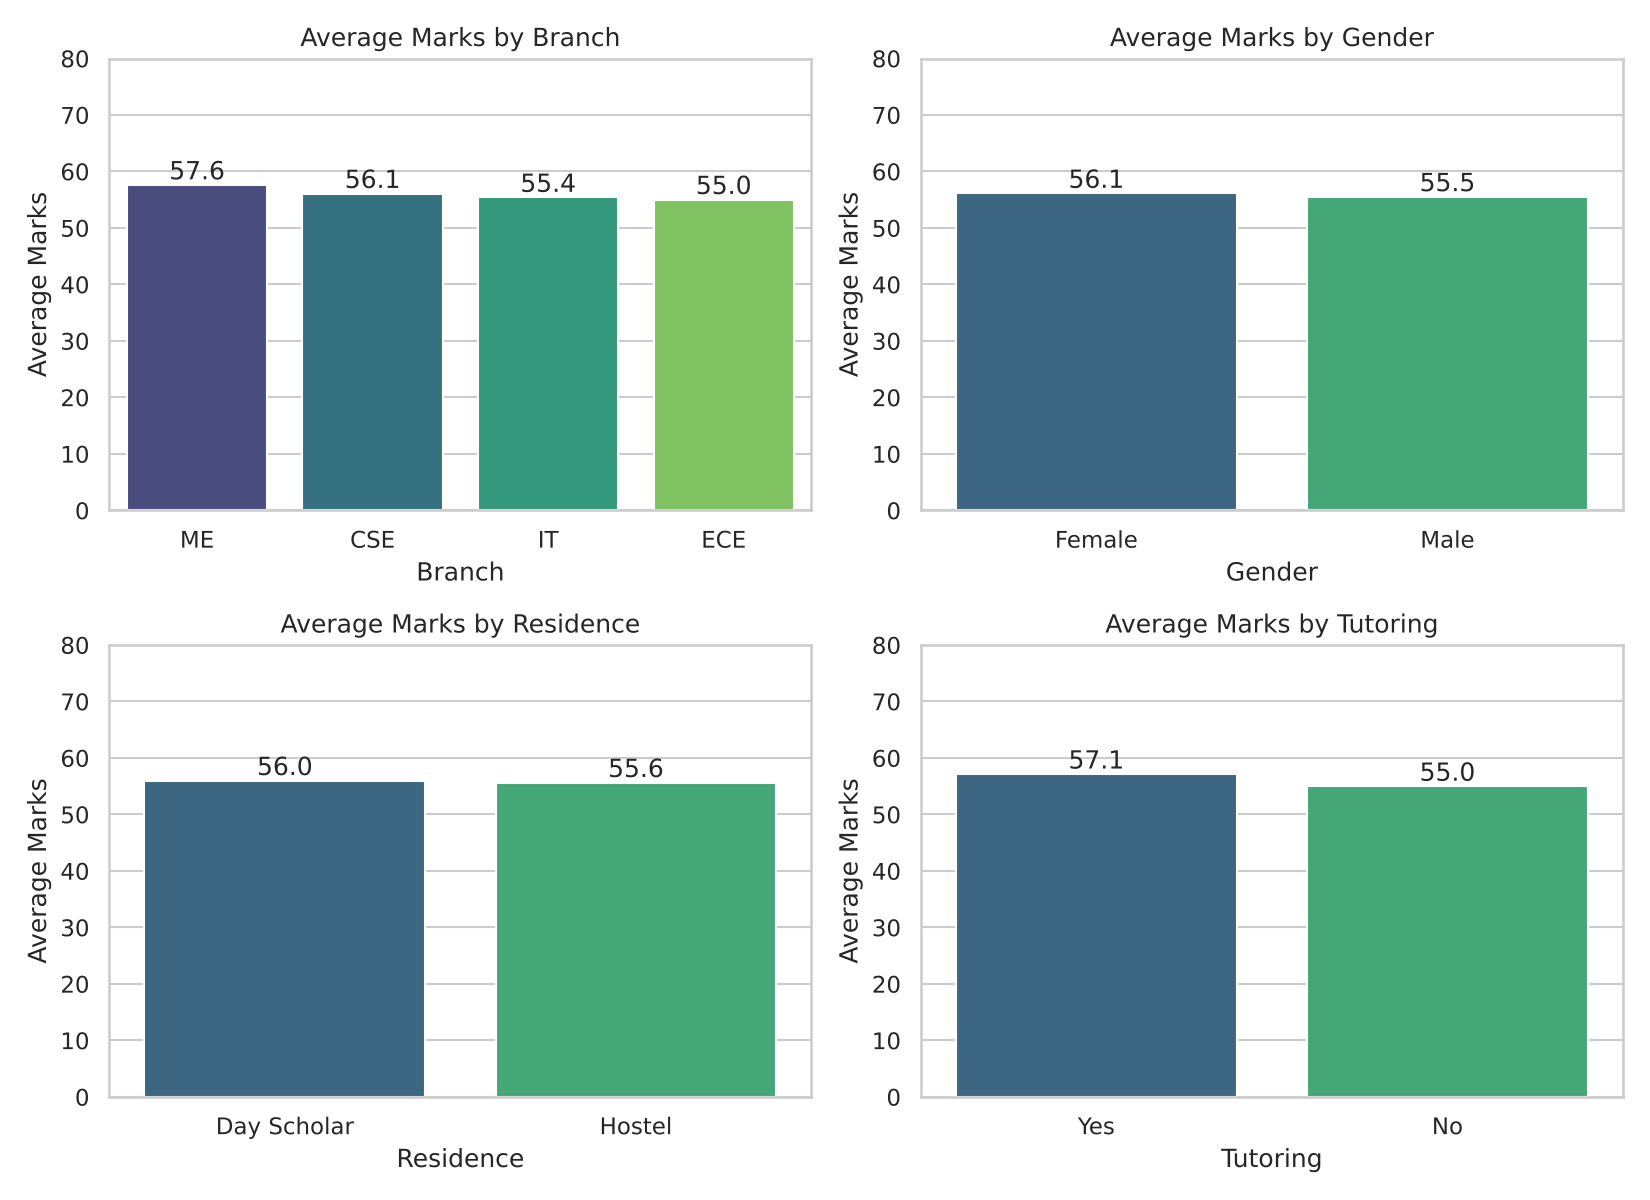 Average Marks by Branch
Average Marks
80
70
60
50
40
30
20
10
0
57.6
56.1
55.4
55.0
ME
CSE
IT
ECE
Branch
Average Marks by Gender
Average Marks
80
70
60
50
40
30
20
10
0
56.1
55.5
Female
Male
Gender
Average Marks by Residence
Average Marks
80
70
60
50
40
30
20
10
0
56.0
55.6
Day Scholar
Hostel
Residence
Average Marks by Tutoring
Average Marks
80
70
60
50
40
30
20
10
0
57.1
55.0
Yes
No
Tutoring